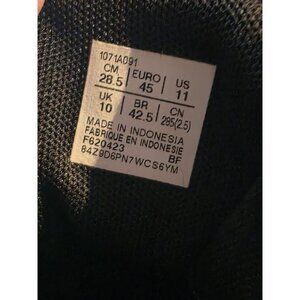 1071A091
CM EURO US
28.5 45 11
UK BR CN
10 42.5 285(2.5)
MADE IN INDONESIA
FABRIQUE EN INDONESIE
F620423 BF
84Z9D6PN7WCS6YM